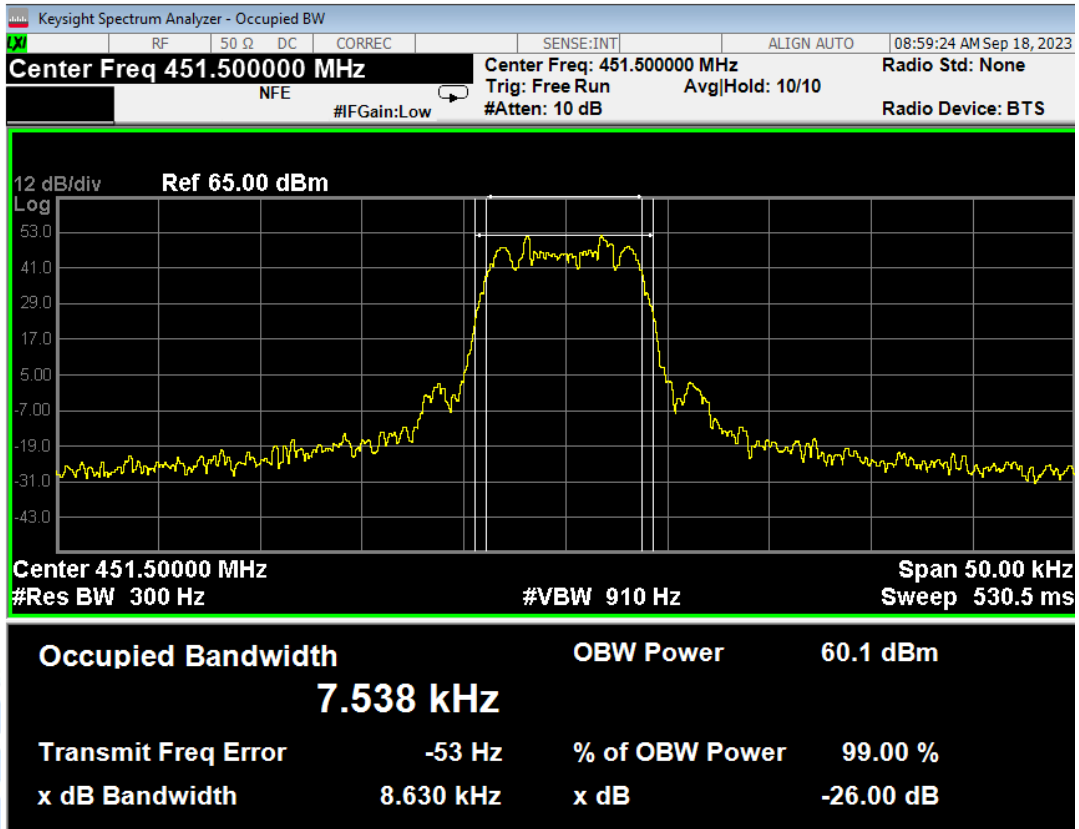 Keysight Spectrum Analyzer - Occupied BW
LXI RF 50 Ω DC CORREC SENSE:INT ALIGN AUTO 08:59:24 AM Sep 18, 2023
Center Freq 451.500000 MHz
NFE
#IFGain:Low
Center Freq: 451.500000 MHz
Trig: Free Run Avg|Hold: 10/10
#Atten: 10 dB
Radio Std: None
Radio Device: BTS
12 dB/div Ref 65.00 dBm
Log
53.0
41.0
29.0
17.0
5.00
-7.00
-19.0
-31.0
-43.0
Center 451.50000 MHz Span 50.00 kHz
#Res BW 300 Hz #VBW 910 Hz Sweep 530.5 ms
Occupied Bandwidth OBW Power 60.1 dBm
7.538 kHz
Transmit Freq Error -53 Hz % of OBW Power 99.00 %
x dB Bandwidth 8.630 kHz x dB -26.00 dB